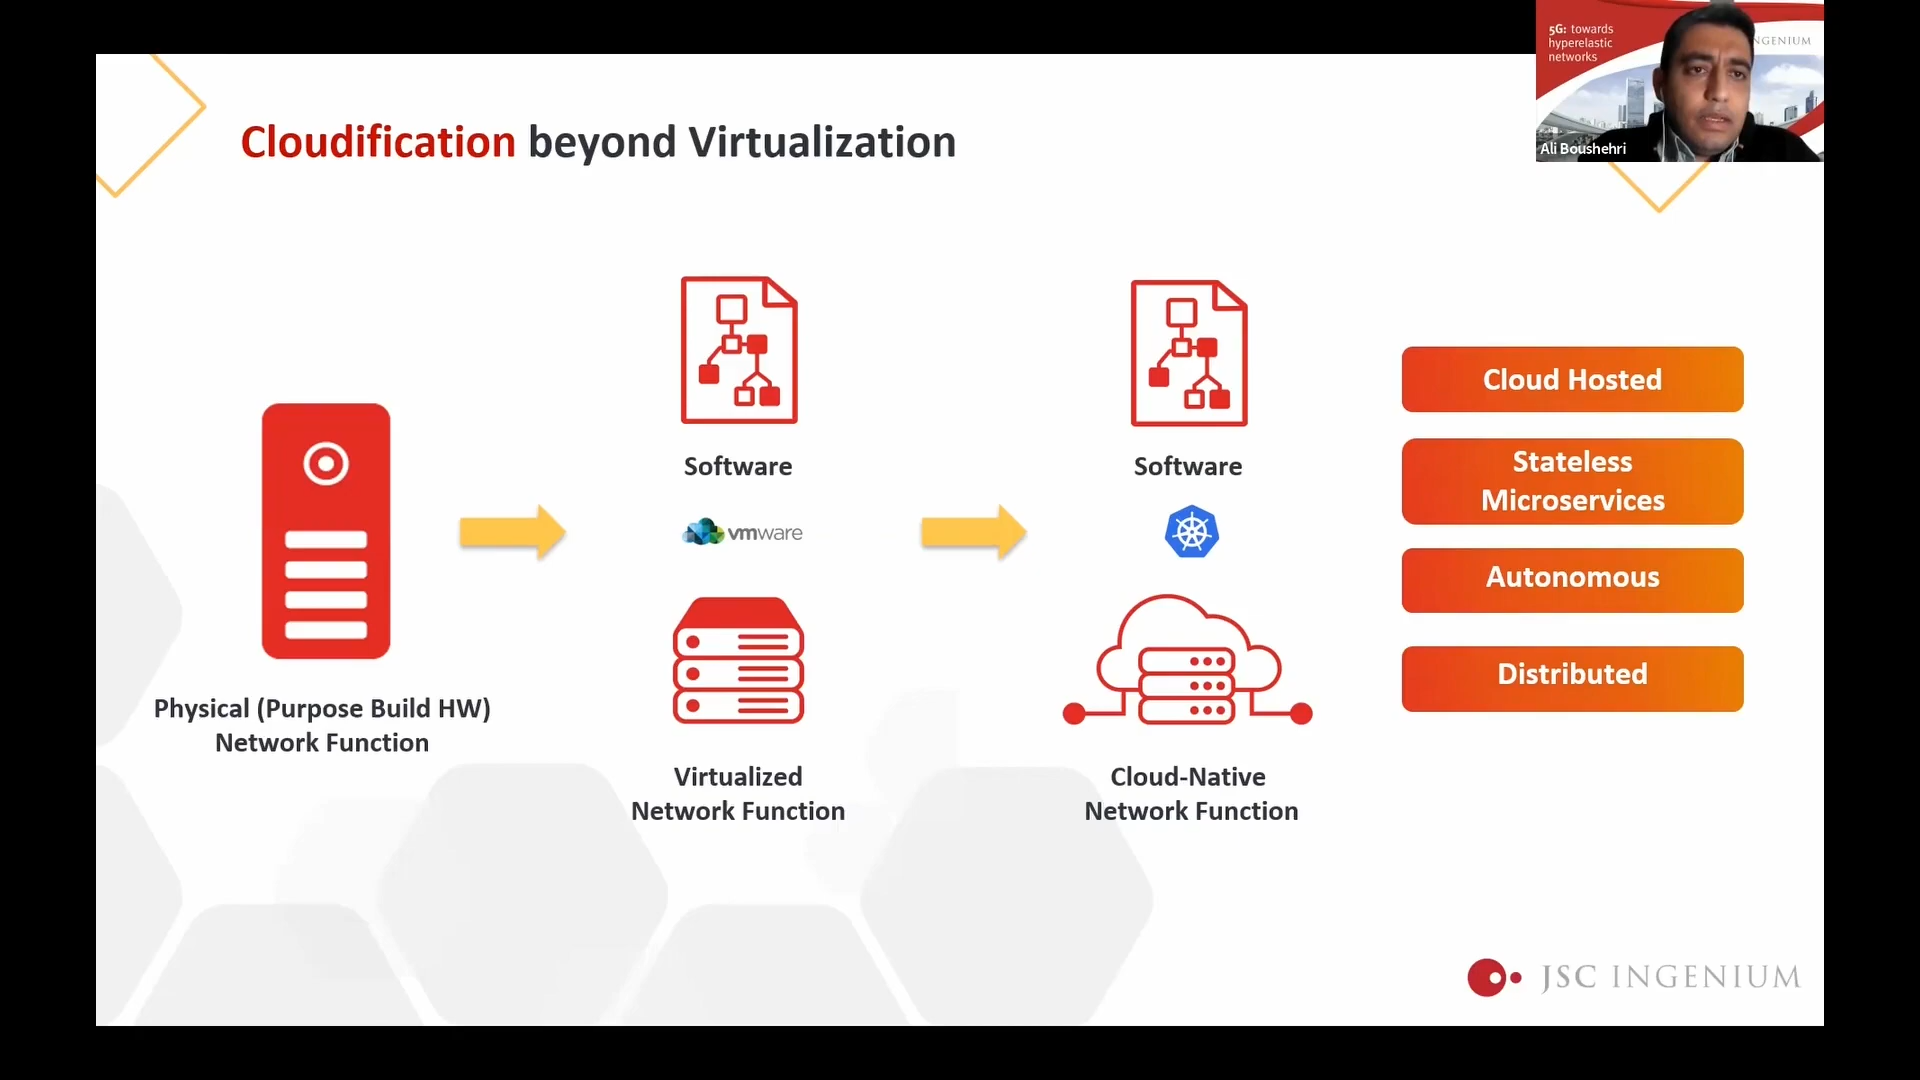 5G: towards
hyperelastic
networks
NGENIUM
Ali Boushehri
Cloudification beyond Virtualization
Physical (Purpose Build HW)
Network Function
Software
vmware
Virtualized
Network Function
Software
Cloud-Native
Network Function
Cloud Hosted
Stateless
Microservices
Autonomous
Distributed
JSC INGENIUM